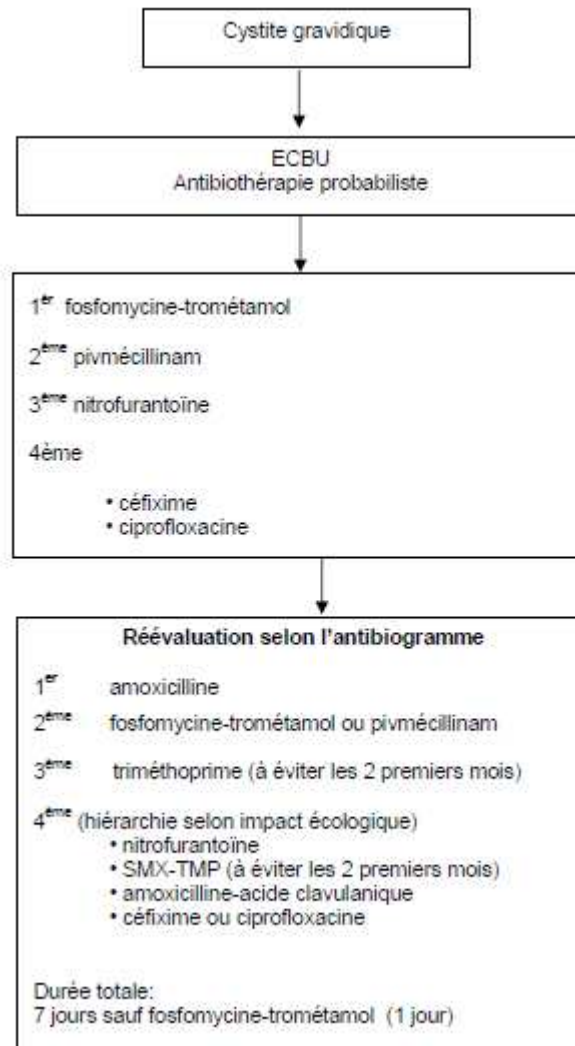 Cystite gravidique
ECBU
Antibiothérapie probabiliste
1er fosfomycine-trométamol
2ème pivmécillinam
3ème nitrofurantoïne
4ème
• céfixime
• ciprofloxacine
Réévaluation selon l'antibiogramme
1er amoxicilline
2ème fosfomycine-trométamol ou pivmécillinam
3ème triméthoprime (à éviter les 2 premiers mois)
4ème (hiérarchie selon impact écologique)
• nitrofurantoïne
• SMX-TMP (à éviter les 2 premiers mois)
• amoxicilline-acide clavulanique
• céfixime ou ciprofloxacine
Durée totale:
7 jours sauf fosfomycine-trométamol (1 jour)